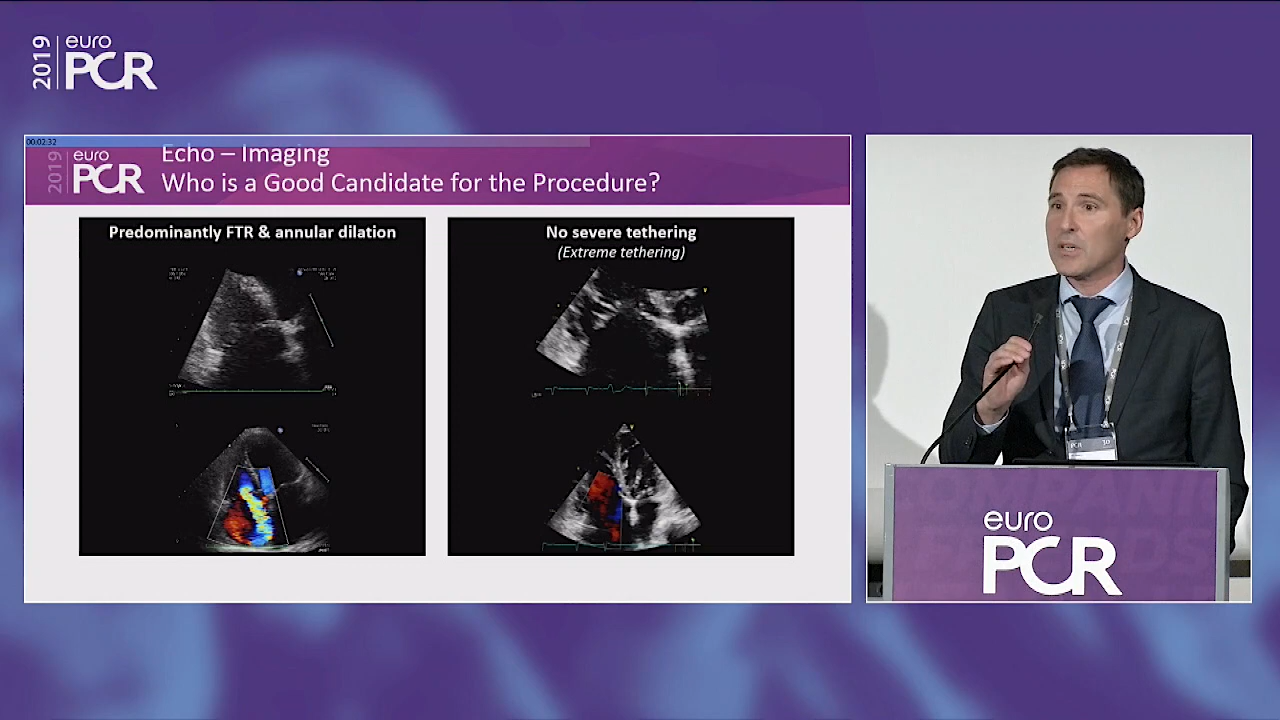 2019
euro
PCR
00:02:32
2019
euro
PCR
Echo – Imaging
Who is a Good Candidate for the Procedure?
Predominantly FTR & annular dilation
No severe tethering
(Extreme tethering)
V
V
PCR
euro
PCR